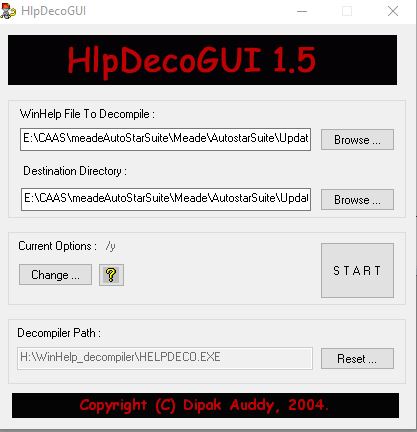 HlpDecoGUI
HlpDecoGUI 1.5
WinHelp File To Decompile :
E:\CAAS\meadeAutoStarSuite\Meade\AutostarSuite\Updat
Browse ...
Destination Directory :
E:\CAAS\meadeAutoStarSuite\Meade\AutostarSuite\Updat
Browse ...
Current Options : /y
Change ... ?
S T A R T
Decompiler Path :
H:\WinHelp_decompiler\HELPDECO.EXE
Reset ...
Copyright (C) Dipak Auddy, 2004.